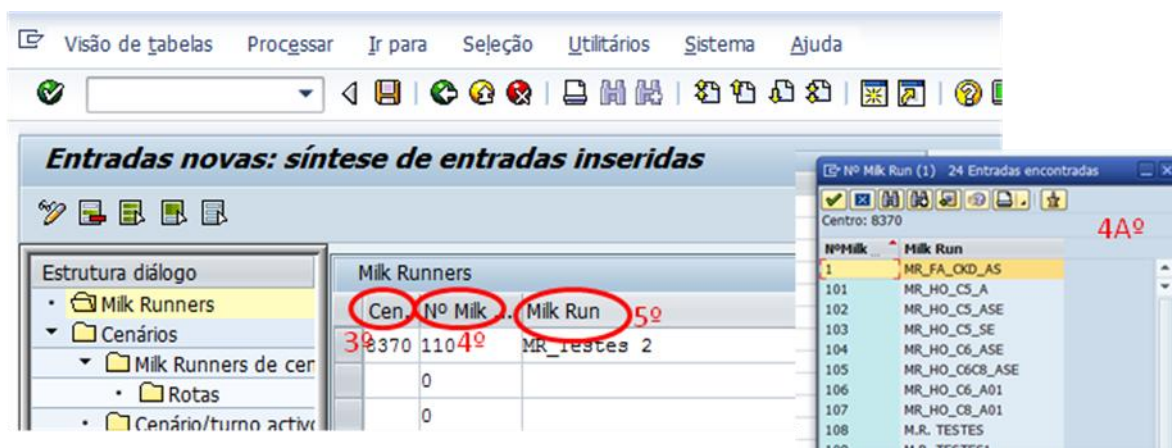 Visão de tabelas Processar Ir para Seleção Utilitários Sistema Ajuda
Entradas novas: síntese de entradas inseridas
Estrutura diálogo
Milk Runners
Cenários
Milk Runners de cen
Rotas
Cenário/turno activo
Milk Runners
Cen. Nº Milk ... Milk Run 5º
3º 8370 110 4º MR_Testes 2
0
0
Nº Milk Run (1) 24 Entradas encontradas
Centro: 8370
4Aº
NºMilk ... Milk Run
1 MR_FA_CKD_AS
101 MR_HO_C5_A
102 MR_HO_C5_ASE
103 MR_HO_C5_SE
104 MR_HO_C6_ASE
105 MR_HO_C6C8_ASE
106 MR_HO_C6_A01
107 MR_HO_C8_A01
108 M.R. TESTES